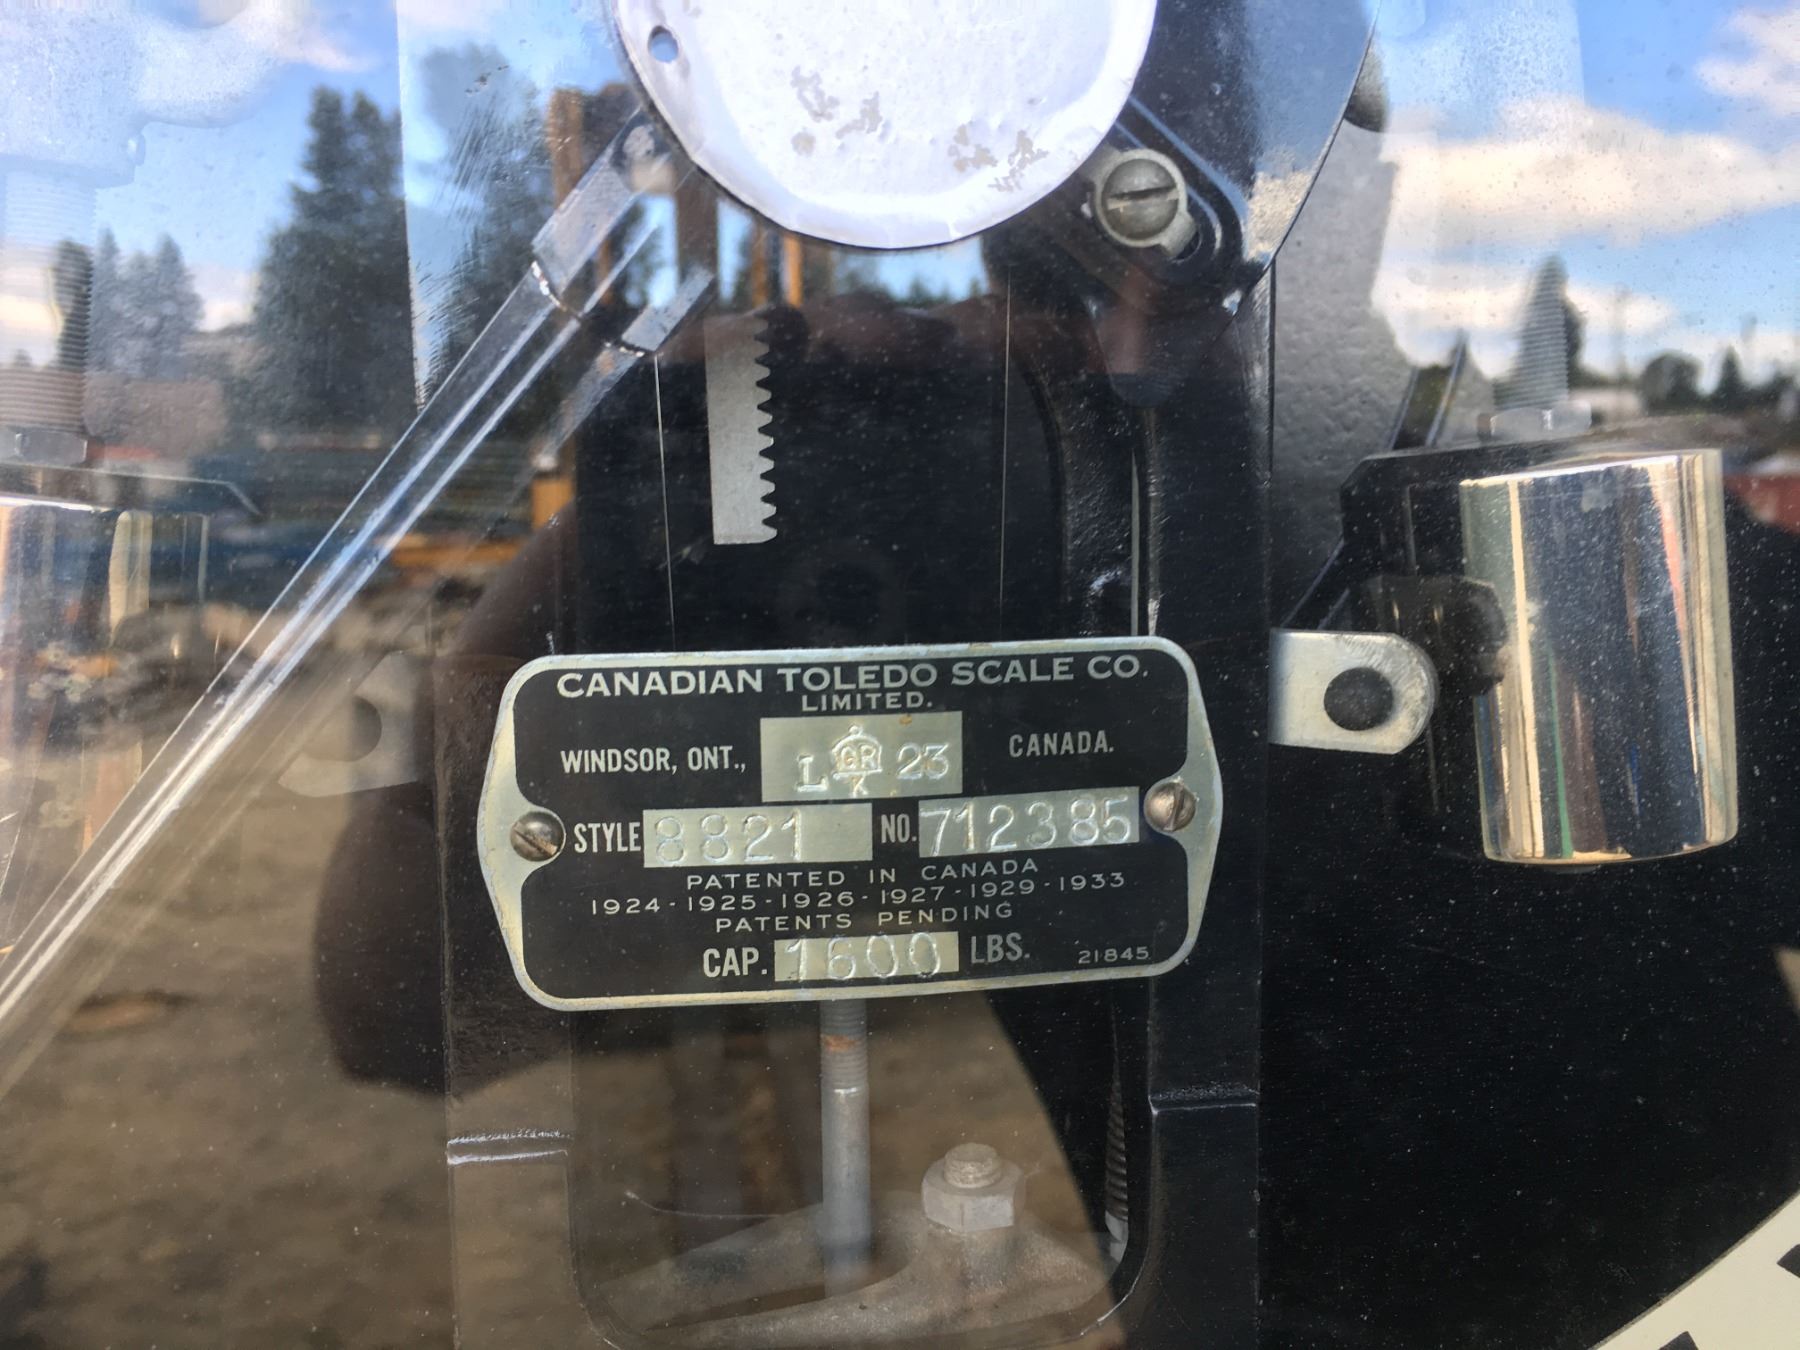 CANADIAN TOLEDO SCALE CO.
LIMITED.
WINDSOR, ONT., L GR X 23 CANADA.
STYLE 8821 NO. 712385
PATENTED IN CANADA
1924-1925-1926-1927-1929-1933
PATENTS PENDING
CAP. 1600 LBS. 21845